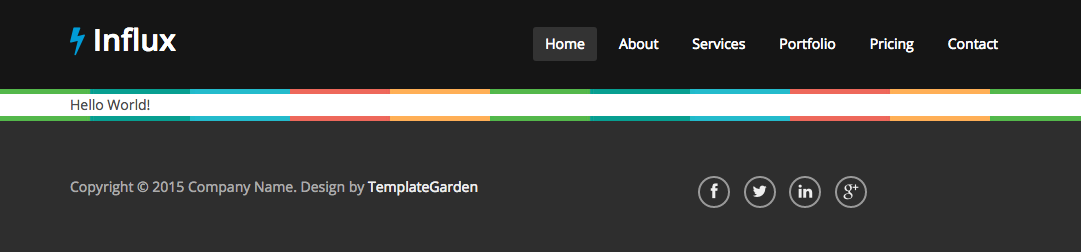 Influx
Home About Services Portfolio Pricing Contact
Hello World!
Copyright © 2015 Company Name. Design by TemplateGarden